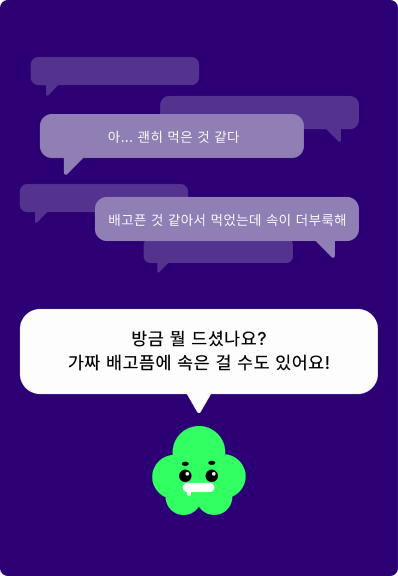 아... 괜히 먹은 것 같다
배고픈 것 같아서 먹었는데 속이 더부룩해
방금 뭘 드셨나요?
가짜 배고픔에 속은 걸 수도 있어요!